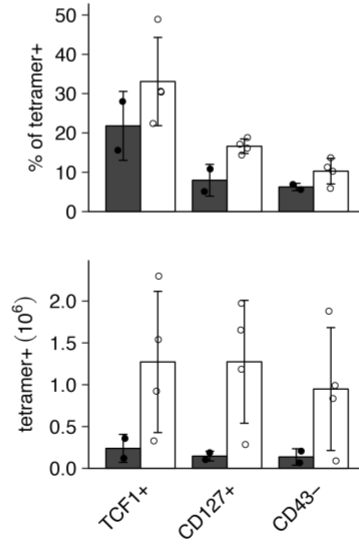 % of tetramer+
50
40
30
20
10
0
tetramer+ (10⁶)
2.0
1.5
1.0
0.5
0.0
TCF1+
CD127+
CD43–